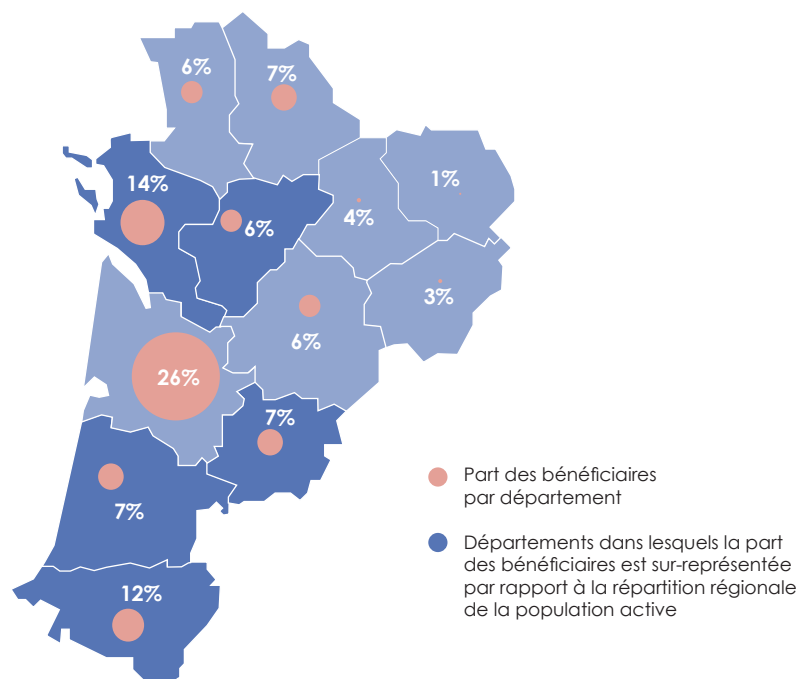 6%
7%
14%
1%
6%
4%
3%
6%
26%
7%
7%
12%
Part des bénéficiaires
par département
Départements dans lesquels la part
des bénéficiaires est sur-représentée
par rapport à la répartition régionale
de la population active